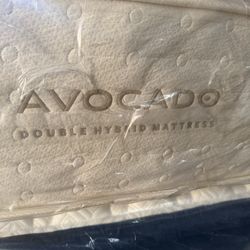 AVOCADO
DOUBLE HYBRID MATTRESS